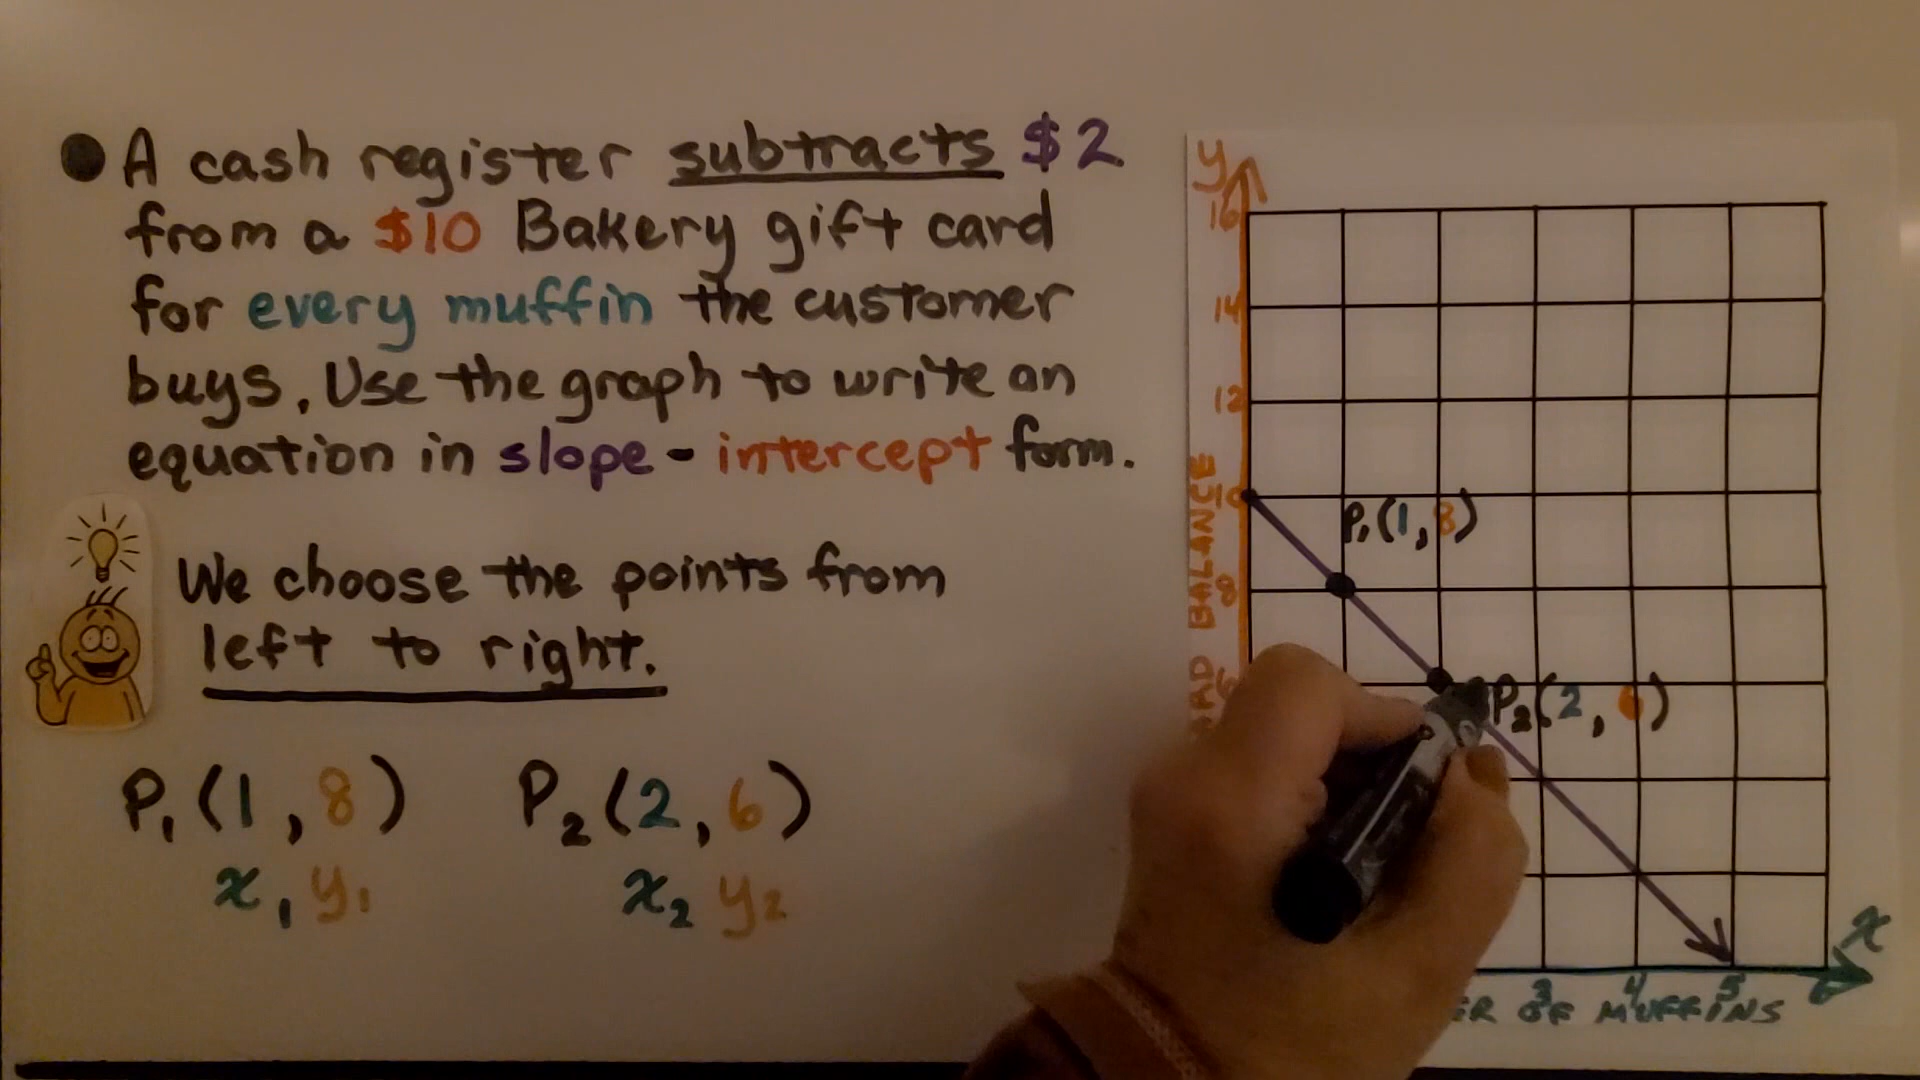 A cash register subtracts $2
from a $10 Bakery gift card
for every muffin the customer
buys. Use the graph to write an
equation in slope - intercept form.
We choose the points from
left to right.
P₁ (1, 8) P₂ (2, 6)
x₁ y₁ x₂ y₂
y
16
14
12
10
8
6
BALANCE
P₁ (1, 8)
P₂ (2, 6)
x
3 4 5
OF MUFFINS